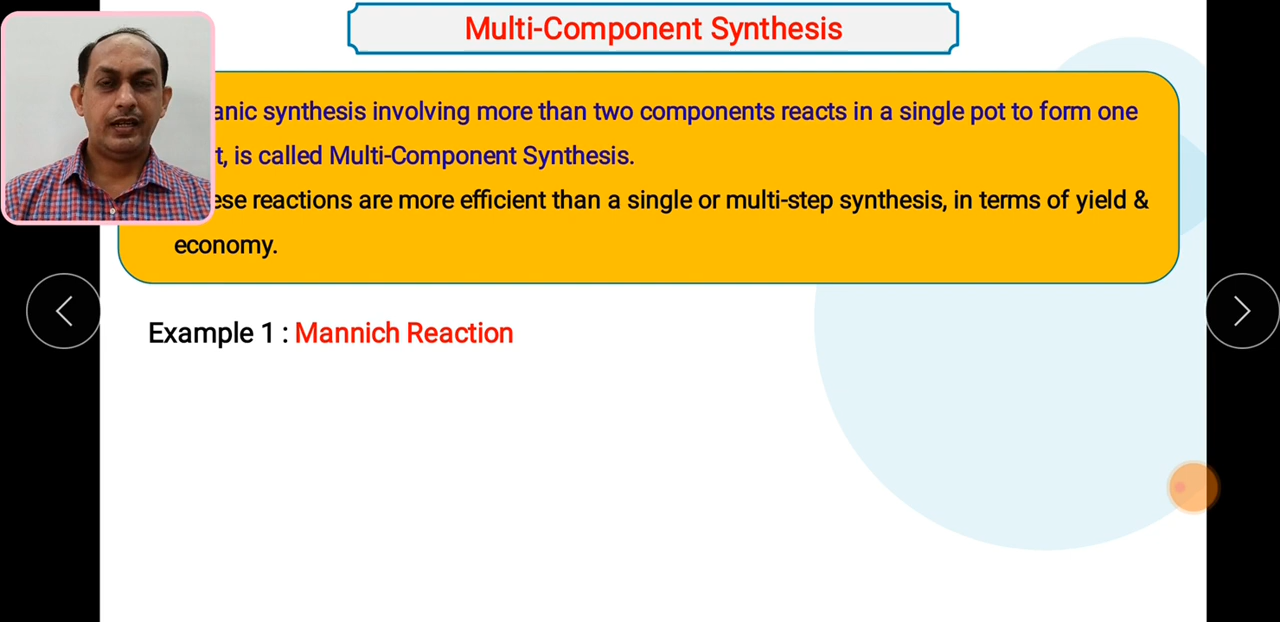 Multi-Component Synthesis
anic synthesis involving more than two components reacts in a single pot to form one
t, is called Multi-Component Synthesis.
ese reactions are more efficient than a single or multi-step synthesis, in terms of yield &
economy.
Example 1 : Mannich Reaction